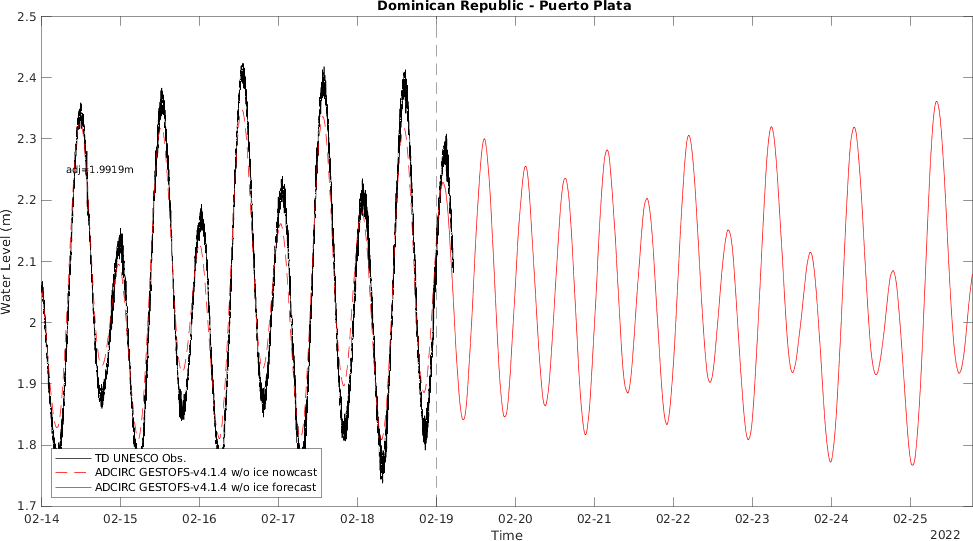 Dominican Republic - Puerto Plata
2.5
2.4
2.3
2.2
2.1
2
1.9
1.8
1.7
Water Level (m)
adj=1.9919m
TD UNESCO Obs.
ADCIRC GESTOFS-v4.1.4 w/o ice nowcast
ADCIRC GESTOFS-v4.1.4 w/o ice forecast
02-14 02-15 02-16 02-17 02-18 02-19 02-20 02-21 02-22 02-23 02-24 02-25
Time
2022